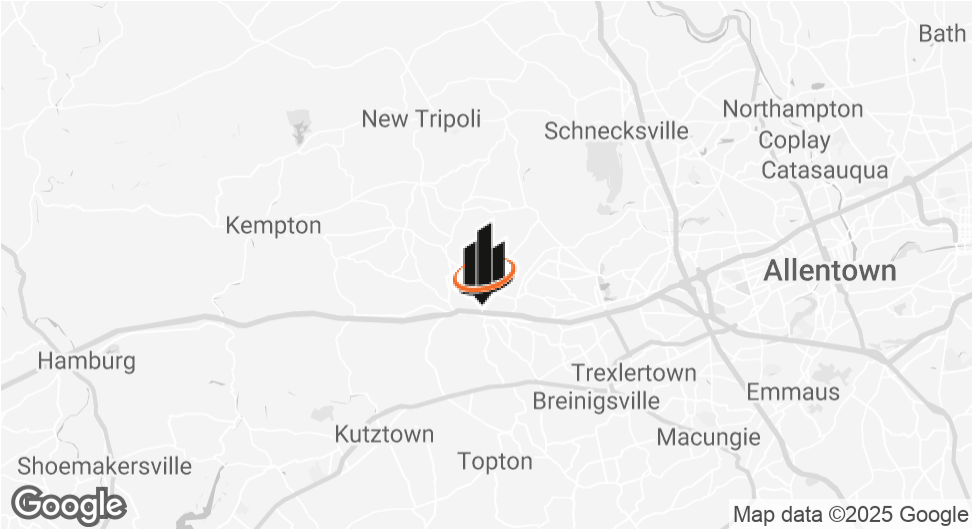 Bath
Northampton
New Tripoli
Schnecksville
Coplay
Catasauqua
Kempton
Allentown
Hamburg
Trexlertown
Emmaus
Breinigsville
Kutztown
Macungie
Topton
Shoemakersville
Google
Map data ©2025 Google